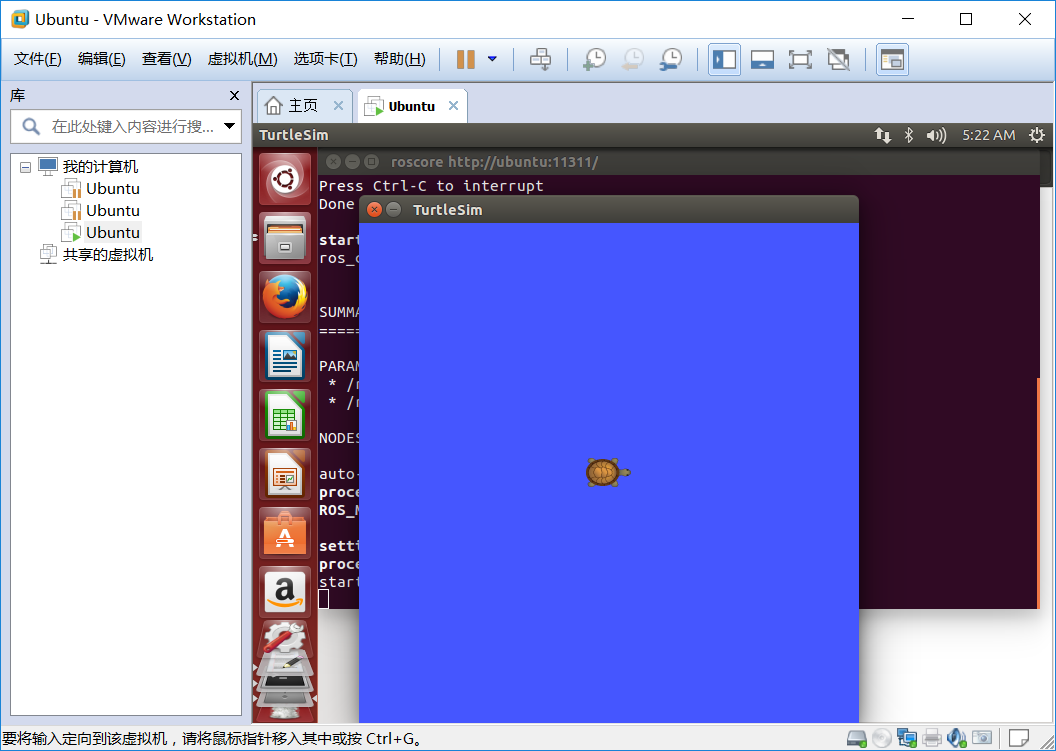 Ubuntu - VMware Workstation
文件(F) 编辑(E) 查看(V) 虚拟机(M) 选项卡(T) 帮助(H)
库
在此处键入内容进行搜...
我的计算机
Ubuntu
Ubuntu
Ubuntu
共享的虚拟机
主页 Ubuntu
TurtleSim 5:22 AM
roscore http://ubuntu:11311/
Press Ctrl-C to interrupt
Done
TurtleSim
start
ros_
SUMMA
=====
PARAM
* /
* /
NODES
auto-
proce
ROS_M
setti
proce
start
要将输入定向到该虚拟机，请将鼠标指针移入其中或按 Ctrl+G。